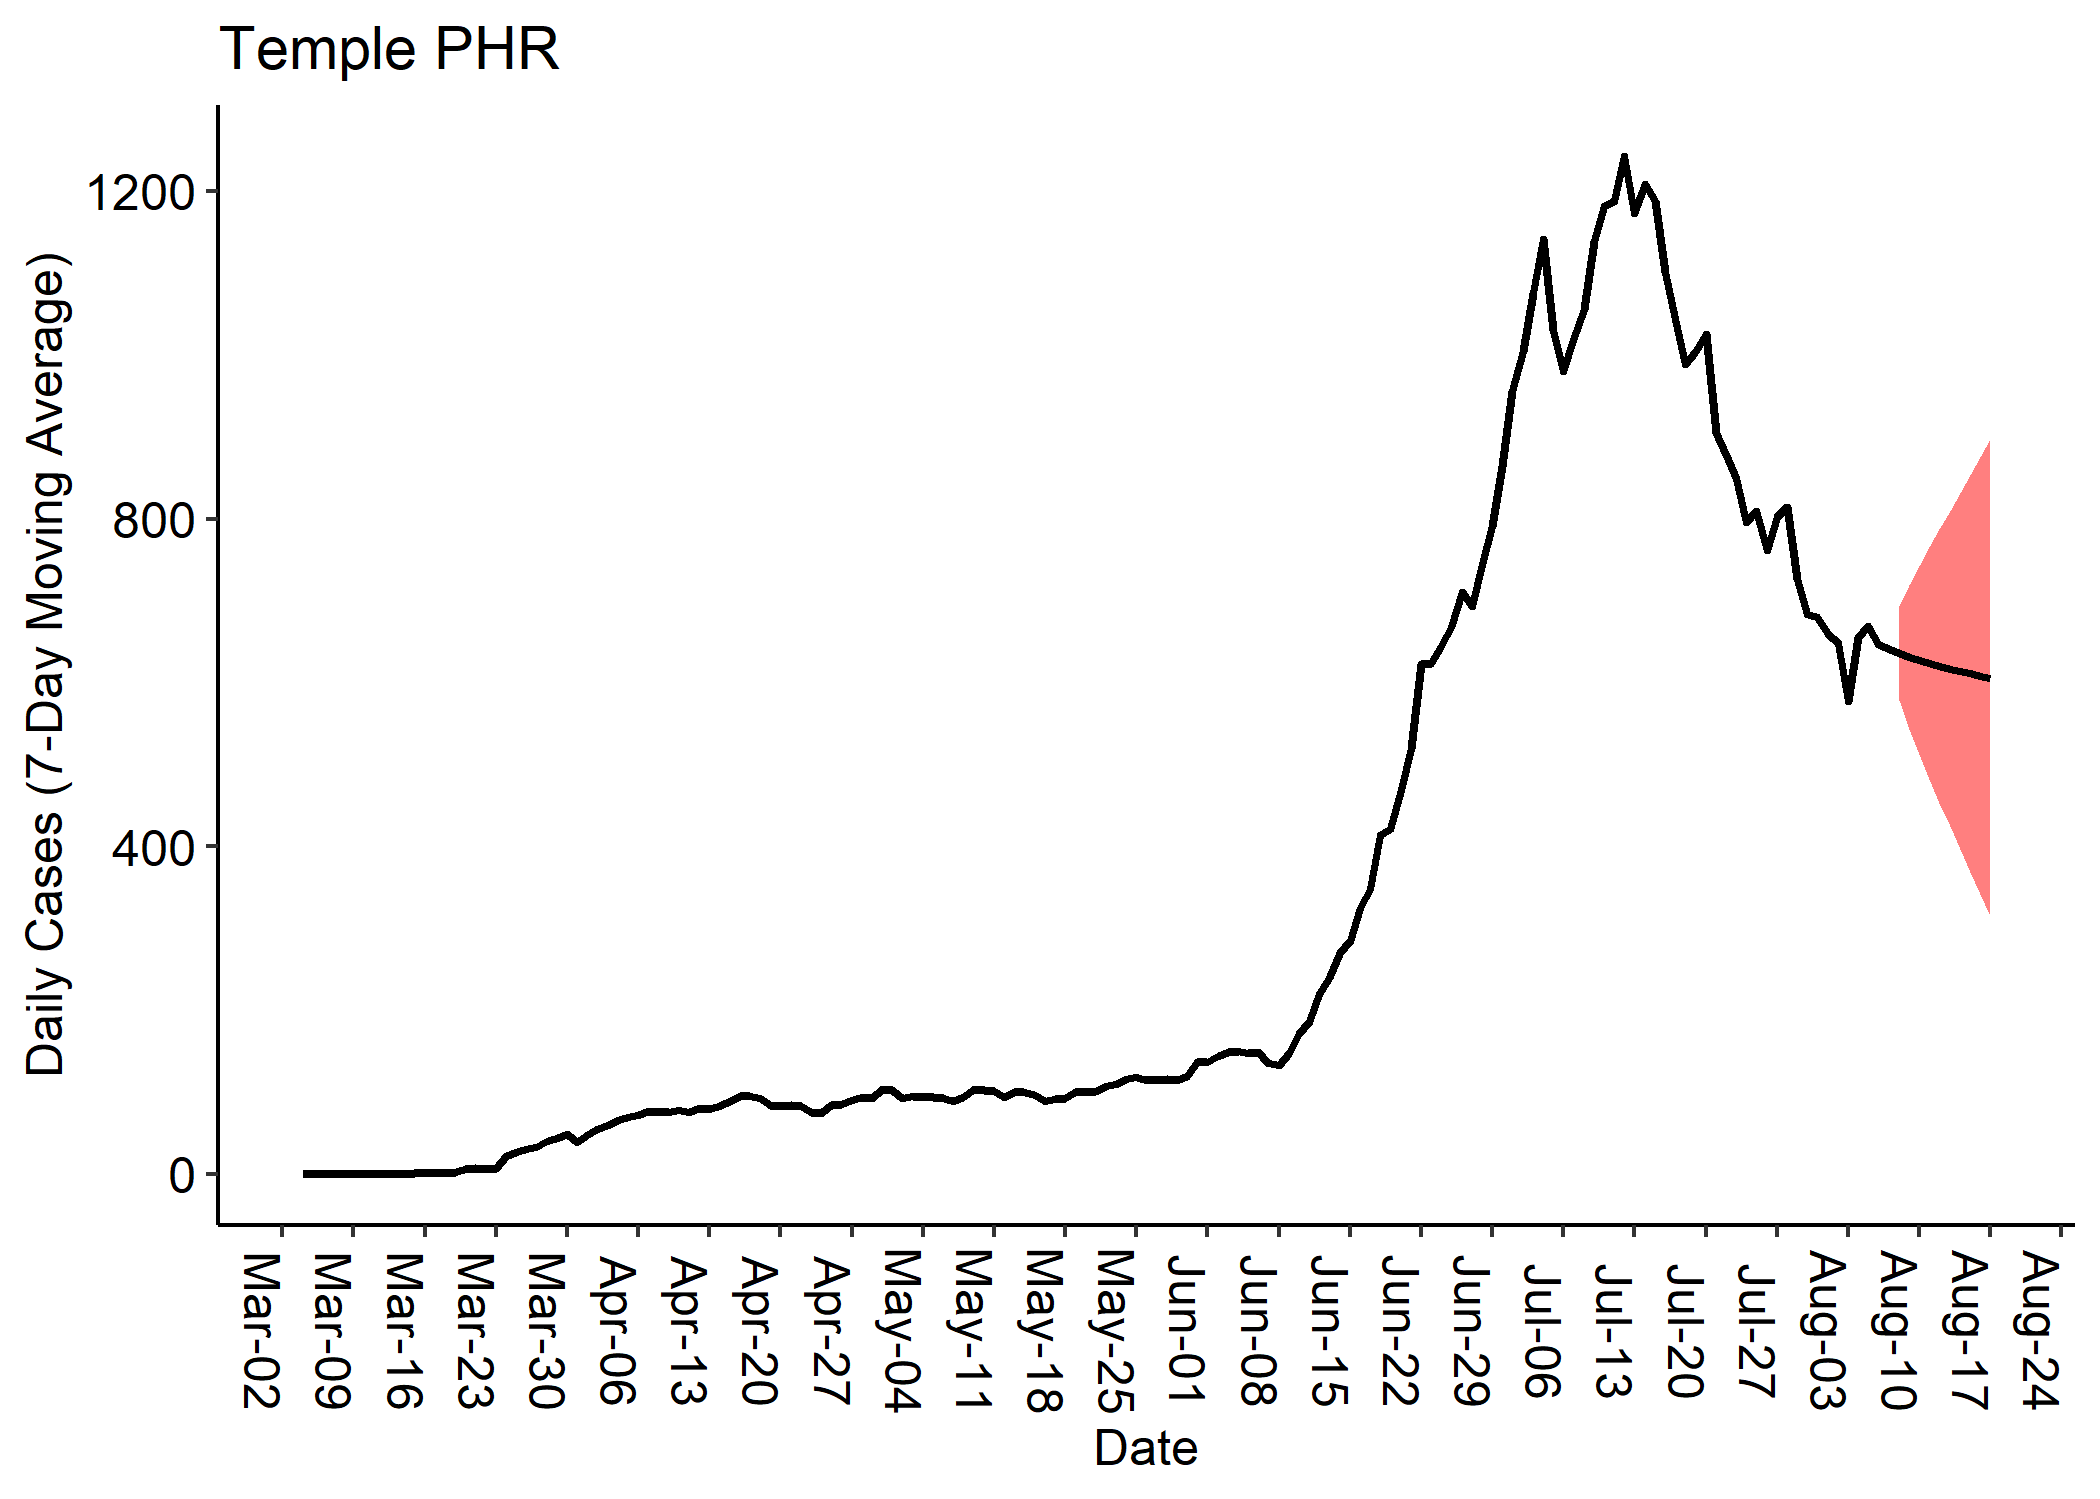 Temple PHR
Daily Cases (7-Day Moving Average)
1200
800
400
0
Mar-02
Mar-09
Mar-16
Mar-23
Mar-30
Apr-06
Apr-13
Apr-20
Apr-27
May-04
May-11
May-18
May-25
Jun-01
Jun-08
Jun-15
Jun-22
Jun-29
Jul-06
Jul-13
Jul-20
Jul-27
Aug-03
Aug-10
Aug-17
Aug-24
Date